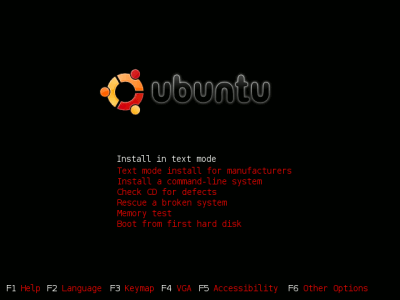 ubuntu
Install in text mode
Text mode install for manufacturers
Install a command-line system
Check CD for defects
Rescue a broken system
Memory test
Boot from first hard disk
F1 Help F2 Language F3 Keymap F4 VGA F5 Accessibility F6 Other Options